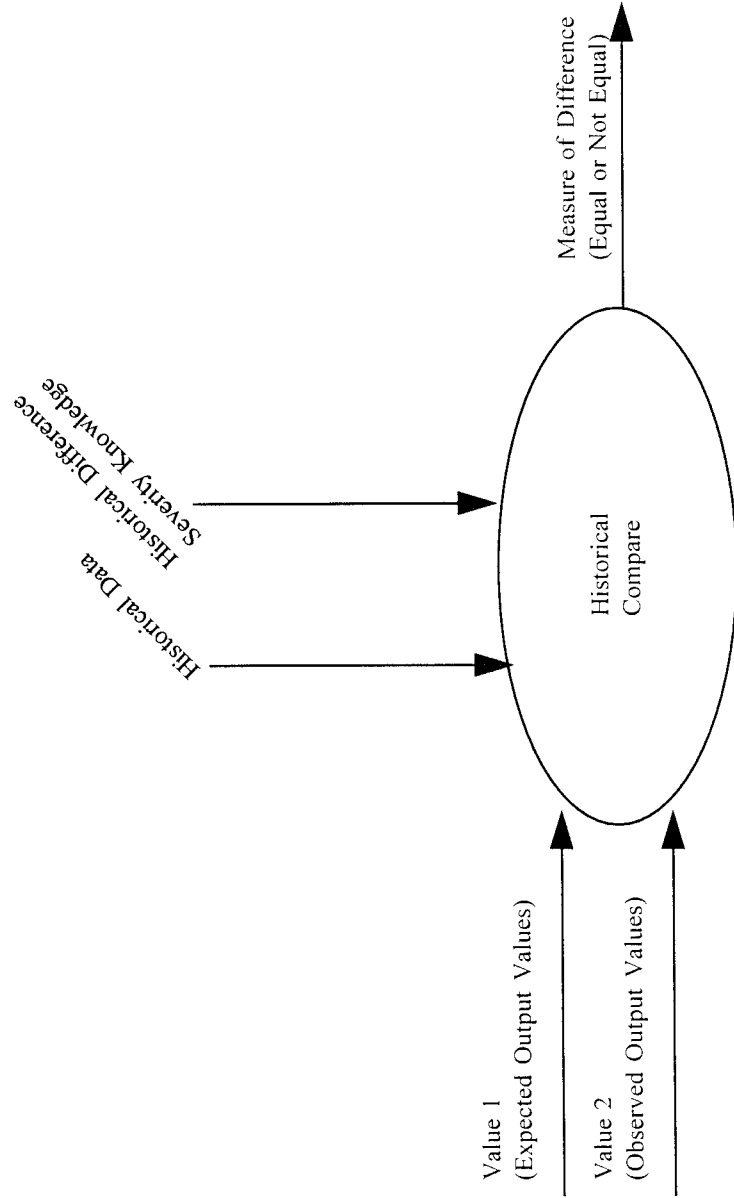 Historical Data
Historical Difference
Severity Knowledge
Value 1
(Expected Output Values)
Value 2
(Observed Output Values)
Historical
Compare
Measure of Difference
(Equal or Not Equal)